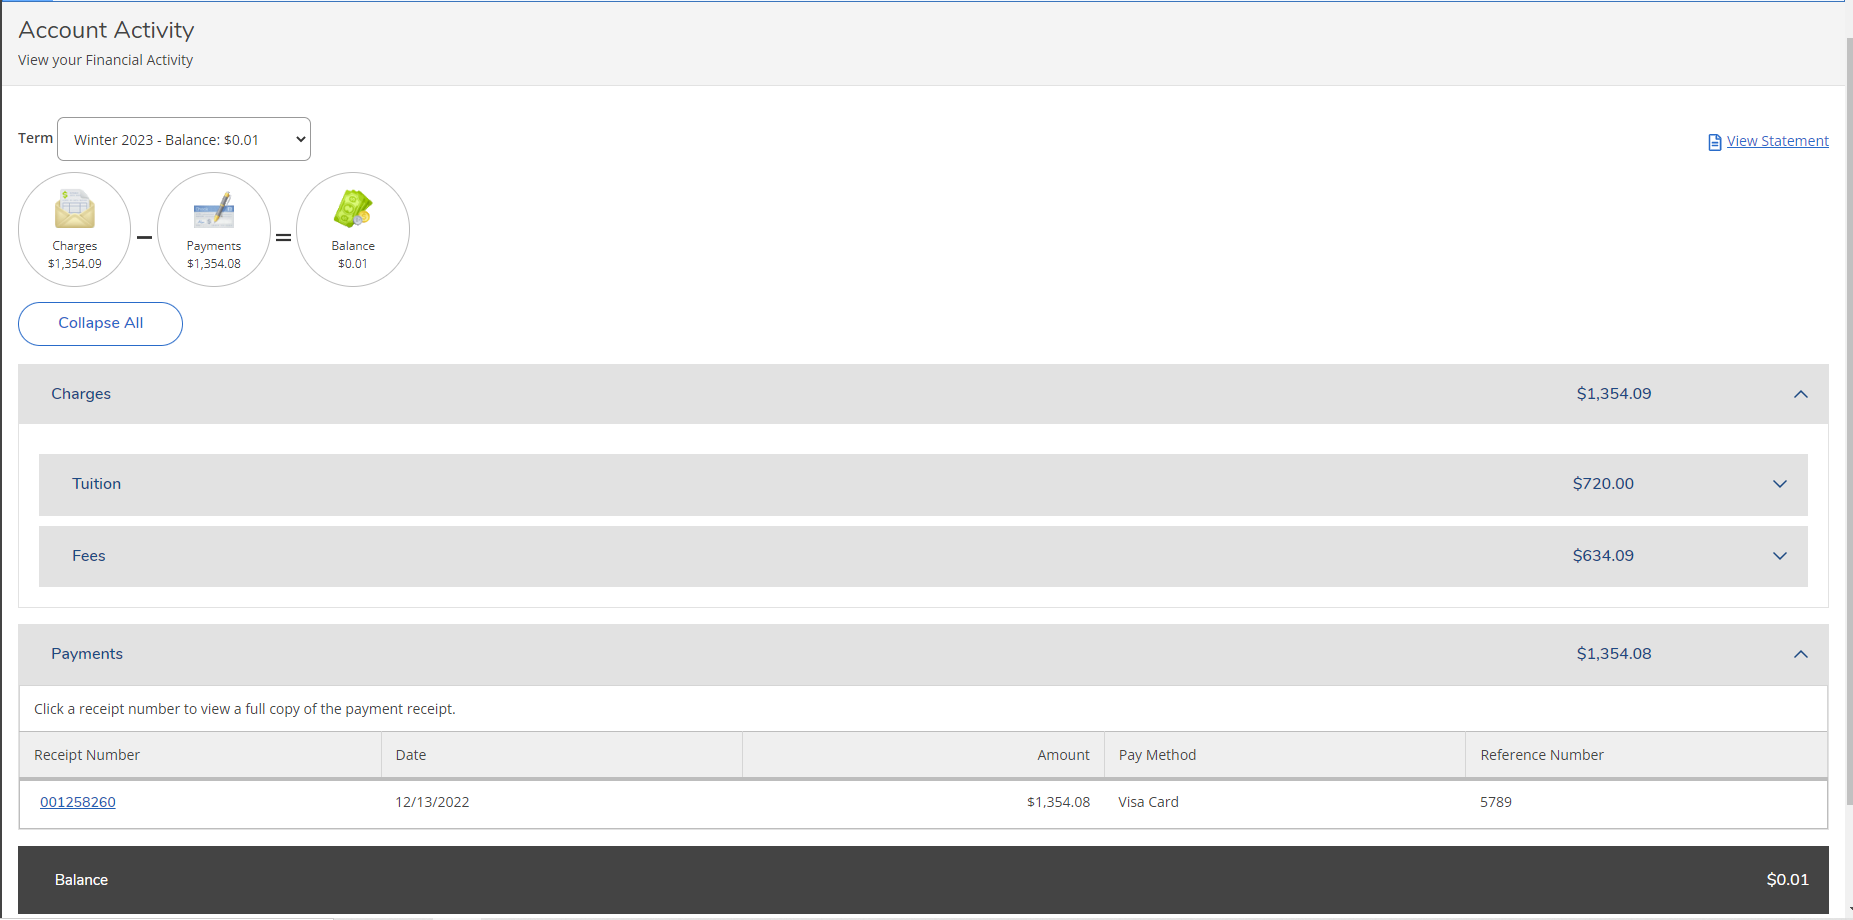 Account Activity
View your Financial Activity
Term Winter 2023 - Balance: $0.01
View Statement
Charges
$1,354.09
Payments
$1,354.08
Balance
$0.01
Collapse All
Charges $1,354.09
Tuition $720.00
Fees $634.09
Payments $1,354.08
Click a receipt number to view a full copy of the payment receipt.
Receipt Number Date Amount Pay Method Reference Number
001258260 12/13/2022 $1,354.08 Visa Card 5789
Balance $0.01